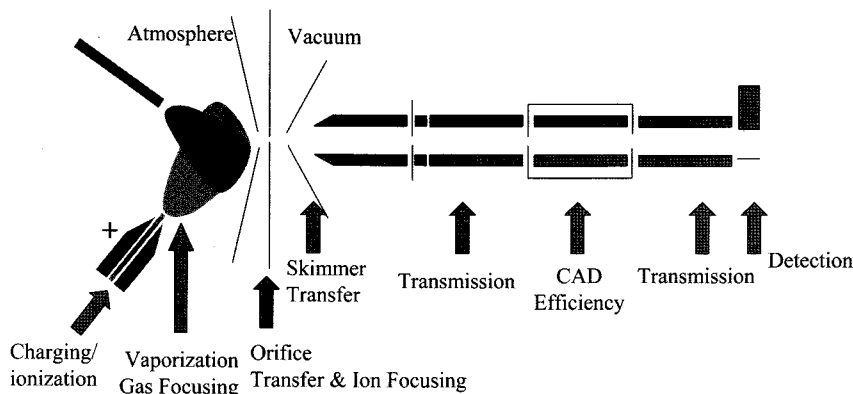 Atmosphere
Vacuum
+
Skimmer
Transfer
Transmission
CAD
Efficiency
Transmission
Detection
Charging/
ionization
Vaporization
Gas Focusing
Orifice
Transfer & Ion Focusing